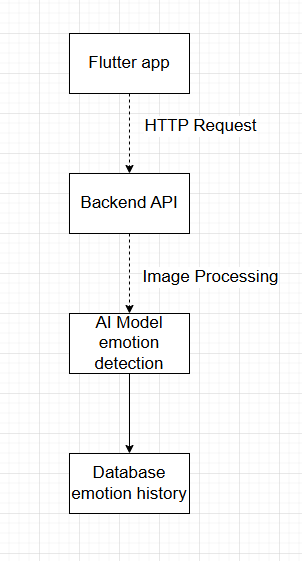 Flutter app
HTTP Request
Backend API
Image Processing
AI Model
emotion
detection
Database
emotion history